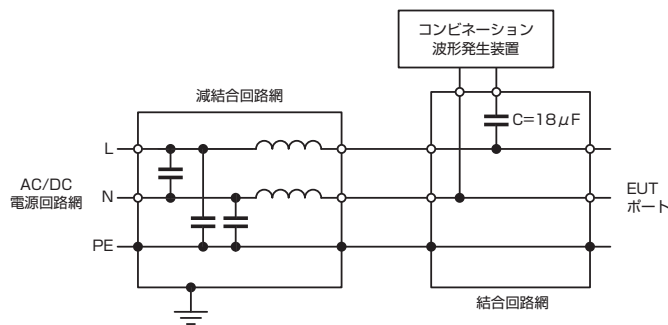 コンビネーション
波形発生装置
減結合回路網
C=18μF
L
AC/DC
電源回路網
N
EUT
ポート
PE
結合回路網